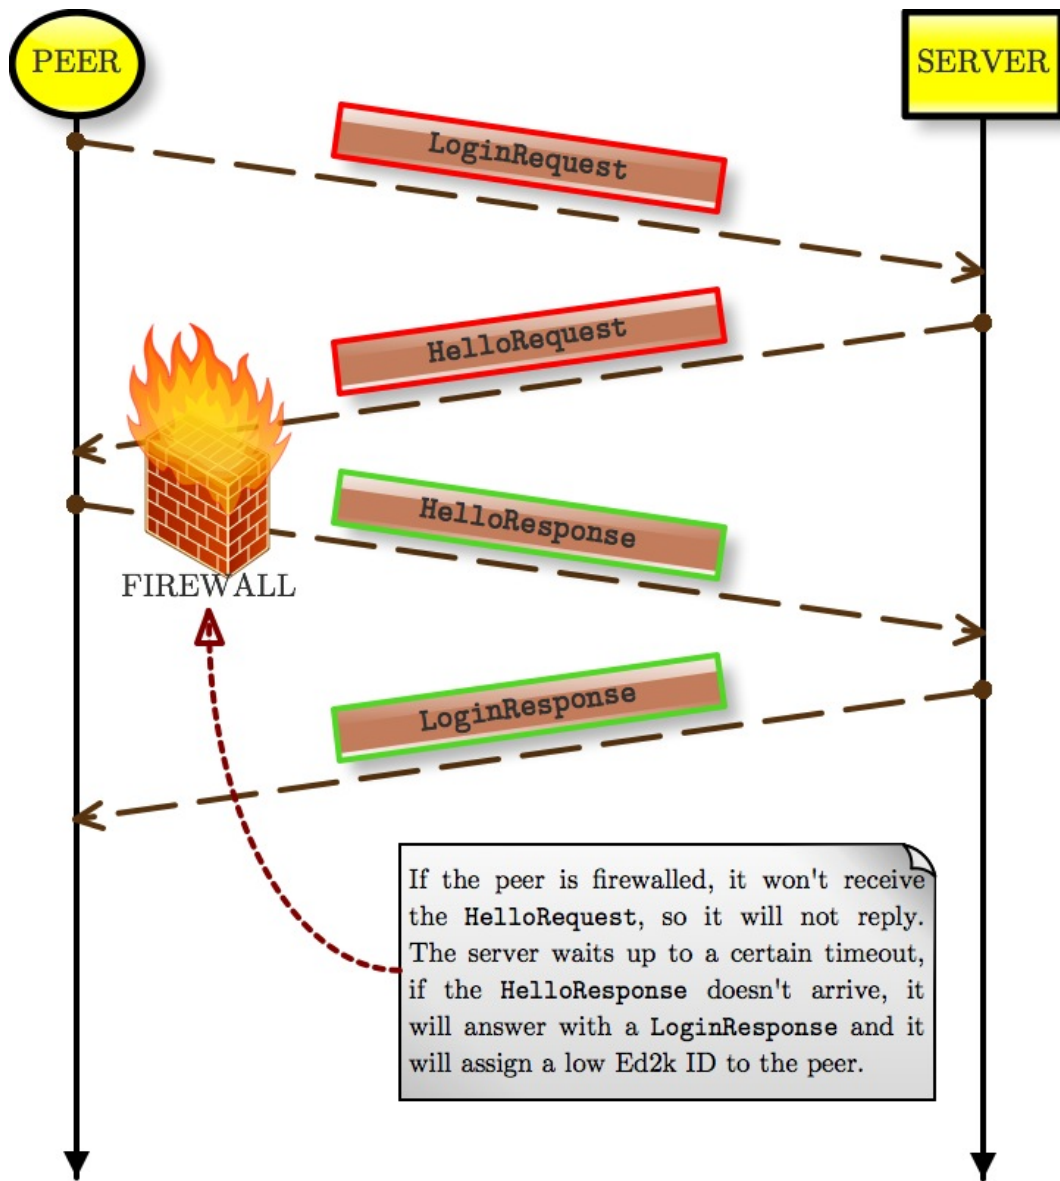 PEER
SERVER
LoginRequest
HelloRequest
HelloResponse
FIREWALL
LoginResponse
If the peer is firewalled, it won't receive
the HelloRequest, so it will not reply.
The server waits up to a certain timeout,
if the HelloResponse doesn't arrive, it
will answer with a LoginResponse and it
will assign a low Ed2k ID to the peer.